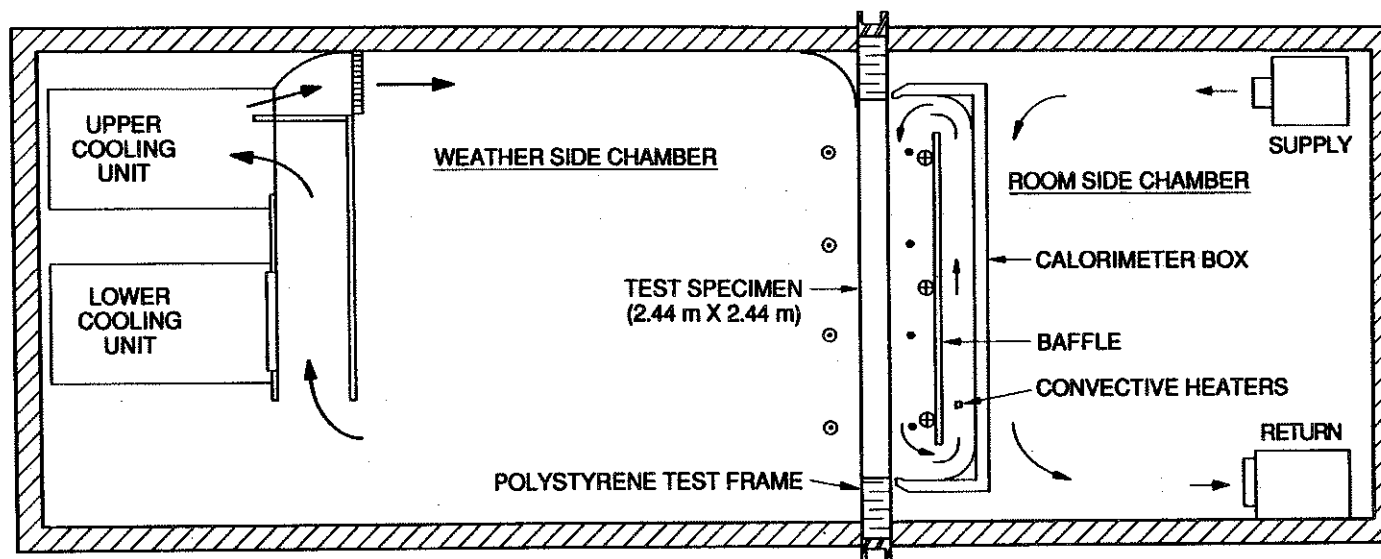 UPPER
COOLING
UNIT
WEATHER SIDE CHAMBER
SUPPLY
ROOM SIDE CHAMBER
CALORIMETER BOX
LOWER
COOLING
UNIT
TEST SPECIMEN
(2.44 m X 2.44 m)
BAFFLE
CONVECTIVE HEATERS
RETURN
POLYSTYRENE TEST FRAME